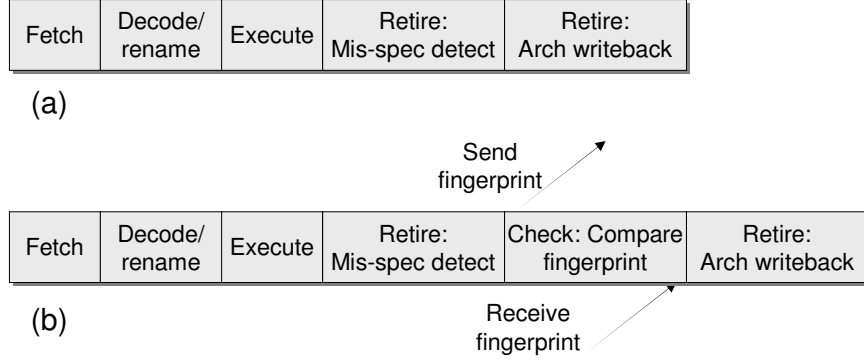 Fetch
Decode/
rename
Execute
Retire:
Mis-spec detect
Retire:
Arch writeback
(a)
Send
fingerprint
Fetch
Decode/
rename
Execute
Retire:
Mis-spec detect
Check: Compare
fingerprint
Retire:
Arch writeback
(b)
Receive
fingerprint